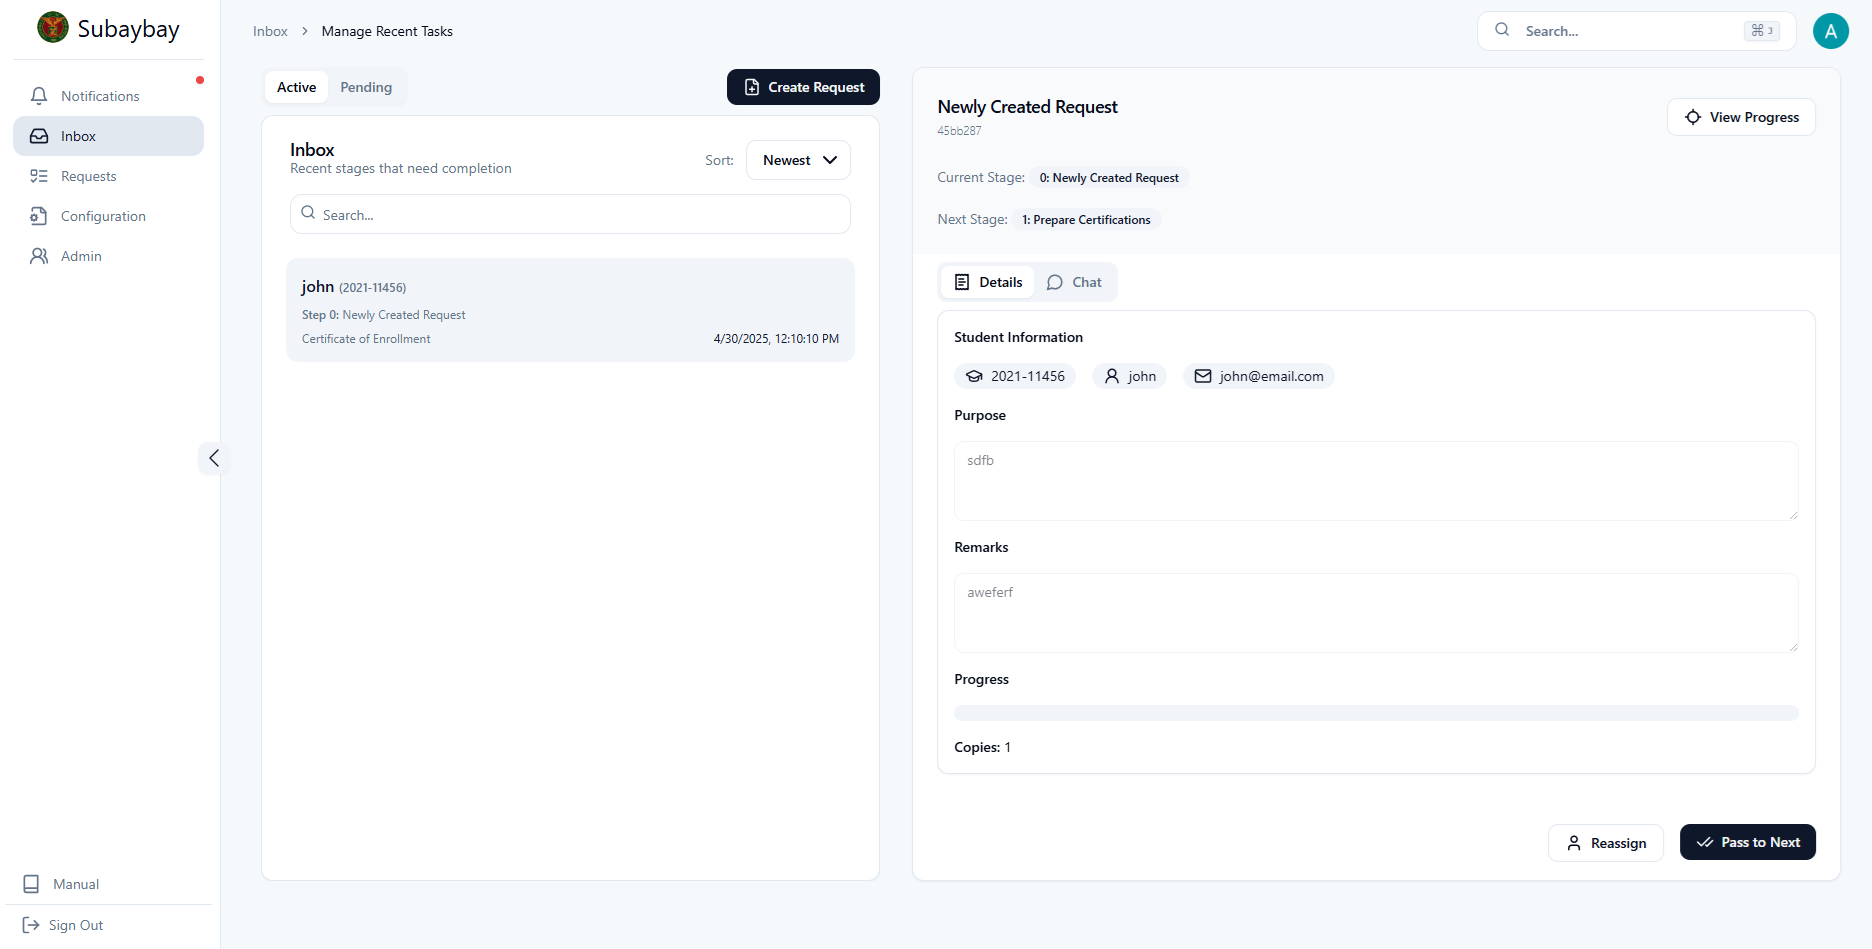 Subaybay
Notifications
Inbox
Requests
Configuration
Admin
Manual
Sign Out
Inbox > Manage Recent Tasks
Search...
⌘ J
A
Active
Pending
Create Request
Inbox
Recent stages that need completion
Sort:
Newest
Search...
john (2021-11456)
Step 0: Newly Created Request
Certificate of Enrollment
4/30/2025, 12:10:10 PM
Newly Created Request
45bb287
View Progress
Current Stage: 0: Newly Created Request
Next Stage: 1: Prepare Certifications
Details
Chat
Student Information
2021-11456
john
john@email.com
Purpose
sdfb
Remarks
aweferf
Progress
Copies: 1
Reassign
Pass to Next